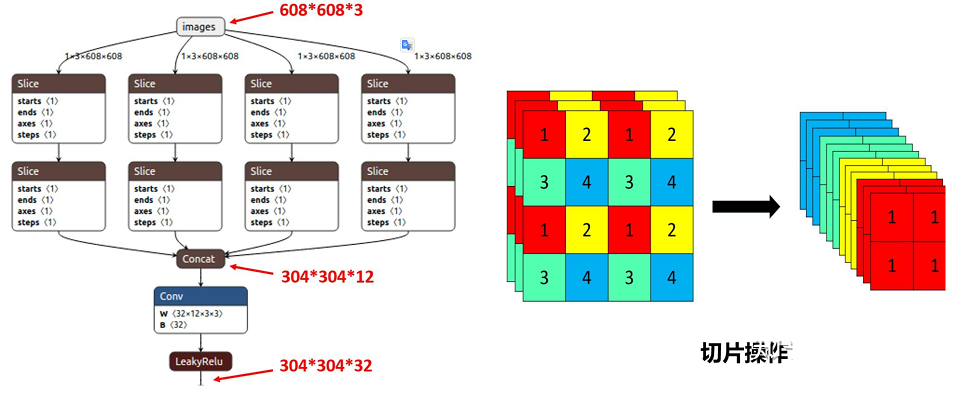 608*608*3
images
1×3×608×608 1×3×608×608 1×3×608×608 1×3×608×608
Slice Slice Slice Slice
starts ⟨1⟩ starts ⟨1⟩ starts ⟨1⟩ starts ⟨1⟩
ends ⟨1⟩ ends ⟨1⟩ ends ⟨1⟩ ends ⟨1⟩
axes ⟨1⟩ axes ⟨1⟩ axes ⟨1⟩ axes ⟨1⟩
steps ⟨1⟩ steps ⟨1⟩ steps ⟨1⟩ steps ⟨1⟩
Slice Slice Slice Slice
starts ⟨1⟩ starts ⟨1⟩ starts ⟨1⟩ starts ⟨1⟩
ends ⟨1⟩ ends ⟨1⟩ ends ⟨1⟩ ends ⟨1⟩
axes ⟨1⟩ axes ⟨1⟩ axes ⟨1⟩ axes ⟨1⟩
steps ⟨1⟩ steps ⟨1⟩ steps ⟨1⟩ steps ⟨1⟩
Concat
304*304*12
Conv
W ⟨32×12×3×3⟩
B ⟨32⟩
LeakyRelu
304*304*32
1 2 1 2
3 4 3 4
1 2 1 2
3 4 3 4
1 1
1 1
切片操作